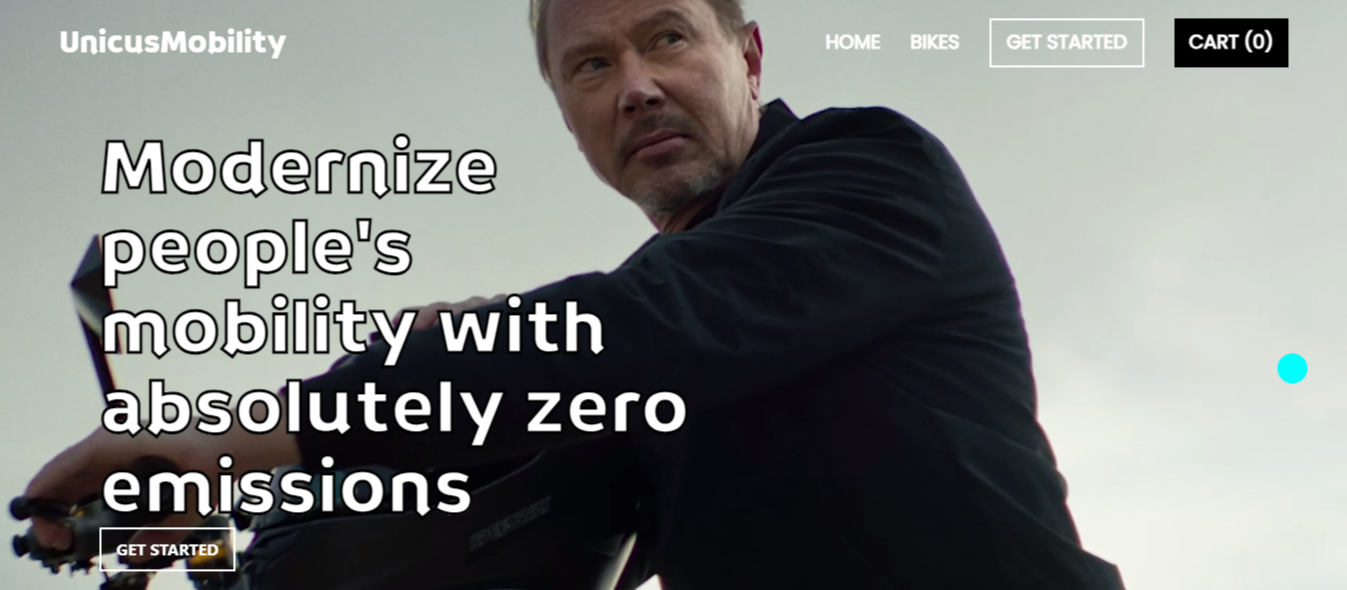 UnicusMobility
HOME BIKES GET STARTED CART (0)
Modernize
people's
mobility with
absolutely zero
emissions
GET STARTED